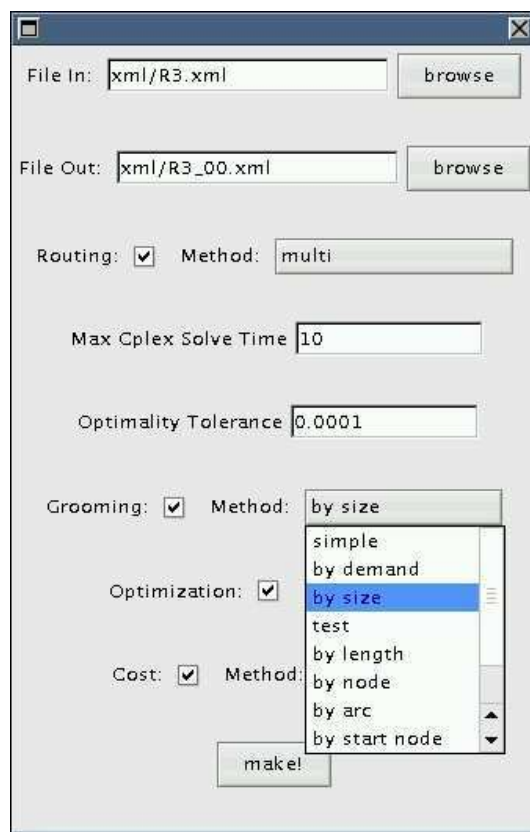 File In: xml/R3.xml browse
File Out: xml/R3_00.xml browse
Routing: Method: multi
Max Cplex Solve Time 10
Optimality Tolerance 0.0001
Grooming: Method: by size
simple
by demand
by size
test
by length
by node
by arc
by start node
Optimization:
Cost: Method:
make!